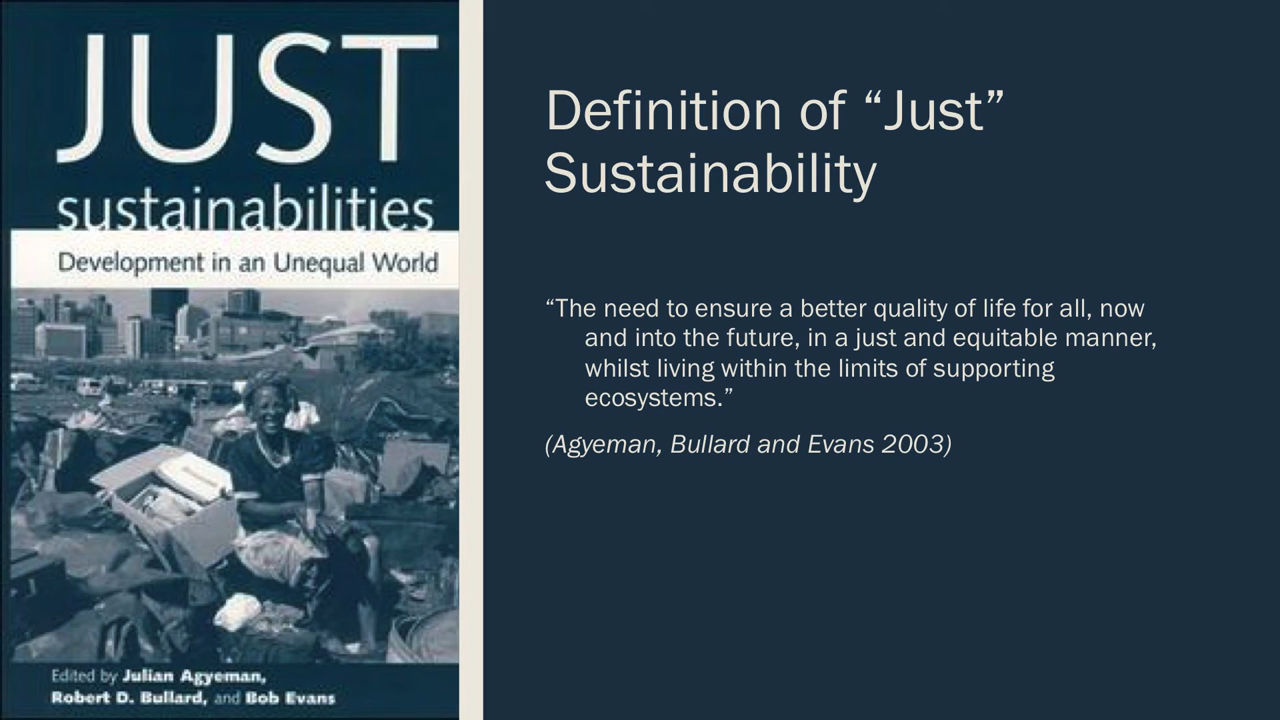 JUST
sustainabilities
Development in an Unequal World
Edited by Julian Agyeman,
Robert D. Bullard, and Bob Evans
Definition of “Just”
Sustainability
“The need to ensure a better quality of life for all, now
and into the future, in a just and equitable manner,
whilst living within the limits of supporting
ecosystems.”
(Agyeman, Bullard and Evans 2003)